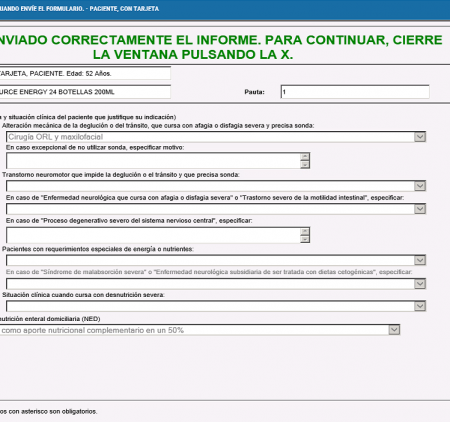 CUANDO ENVÍE EL FORMULARIO. - PACIENTE, CON TARJETA
NVIADO CORRECTAMENTE EL INFORME. PARA CONTINUAR, CIERRE
LA VENTANA PULSANDO LA X.
TARJETA, PACIENTE. Edad: 52 Años.
URCE ENERGY 24 BOTELLAS 200ML
Pauta:
1
a y situación clínica del paciente que justifique su indicación)
Alteración mecánica de la deglución o del tránsito, que cursa con afagia o disfagia severa y precisa sonda:
Cirugía ORL y maxilofacial
En caso excepcional de no utilizar sonda, especificar motivo:
Transtorno neuromotor que impide la deglución o el tránsito y que precisa sonda:
En caso de "Enfermedad neurológica que cursa con afagia o disfagia severa" o "Trastorno severo de la motilidad intestinal", especificar:
En caso de "Proceso degenerativo severo del sistema nervioso central", especificar:
Pacientes con requerimientos especiales de energía o nutrientes:
En caso de "Síndrome de malabsorción severa" o "Enfermedad neurológica subsidiaria de ser tratada con dietas cetogénicas", especificar:
Situación clínica cuando cursa con desnutrición severa:
nutrición enteral domiciliaria (NED)
como aporte nutricional complementario en un 50%
os con asterisco son obligatorios.